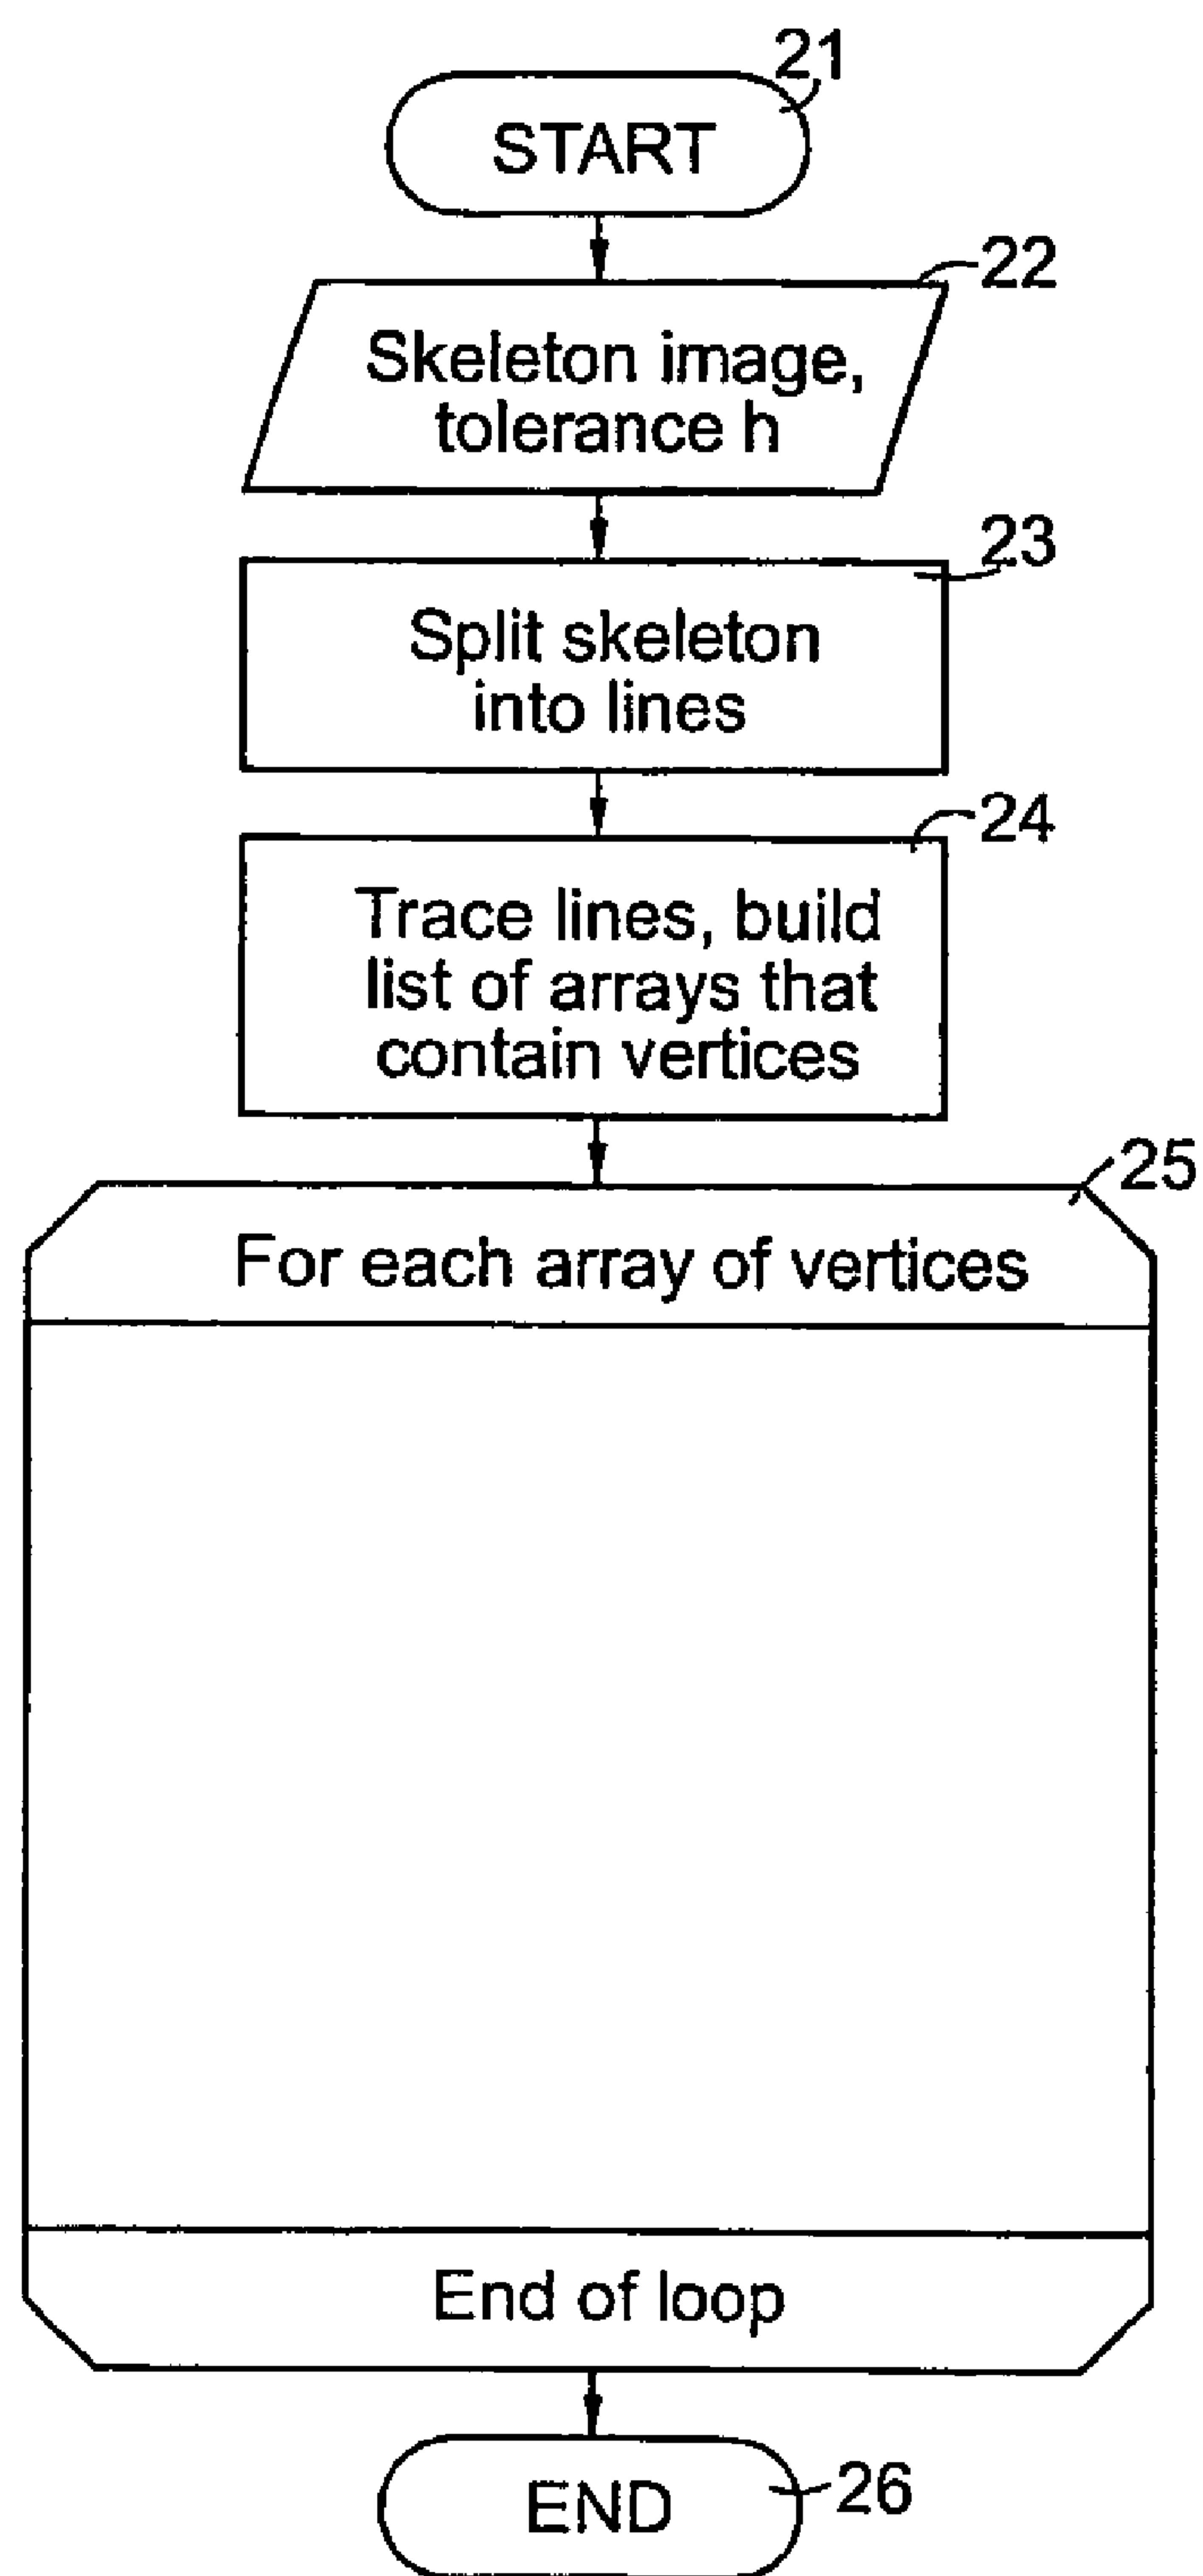 21
START
22
Skeleton image,
tolerance h
23
Split skeleton
into lines
24
Trace lines, build
list of arrays that
contain vertices
25
For each array of vertices
End of loop
END
26